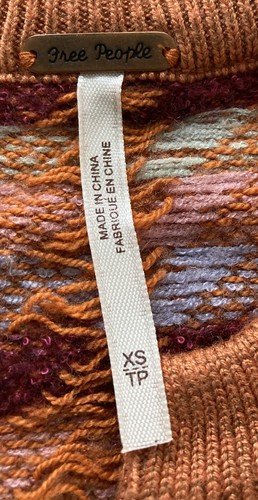 Free People
MADE IN CHINA
FABRIQUÉ EN CHINE
XS
TP